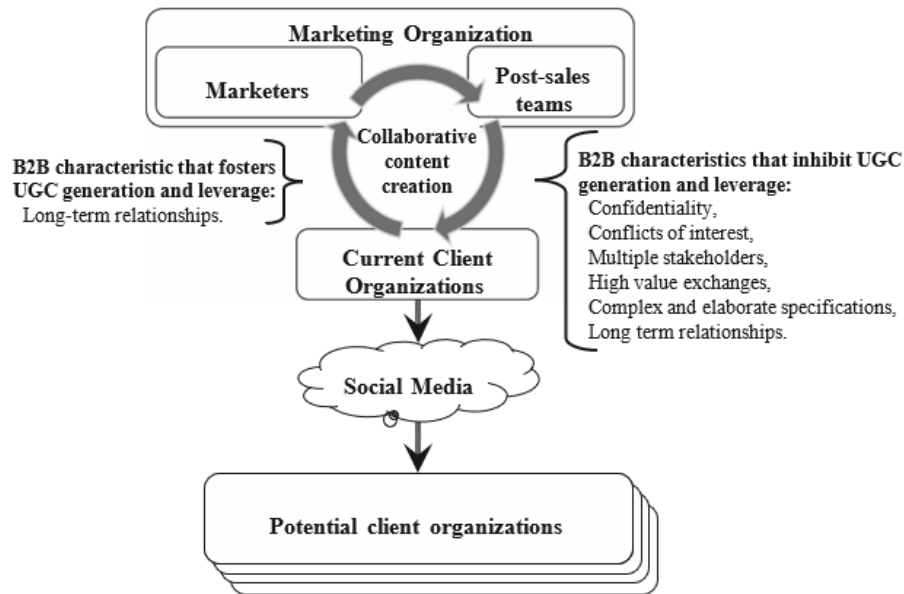 Marketing Organization
Marketers
Post-sales
teams
Collaborative
content
creation
B2B characteristic that fosters
UGC generation and leverage:
Long-term relationships.
B2B characteristics that inhibit UGC
generation and leverage:
Confidentiality,
Conflicts of interest,
Multiple stakeholders,
High value exchanges,
Complex and elaborate specifications,
Long term relationships.
Current Client
Organizations
Social Media
Potential client organizations